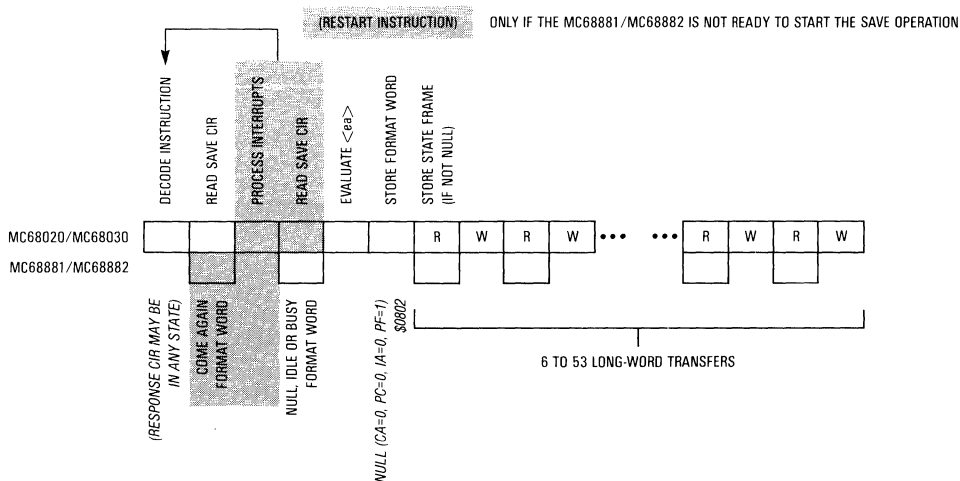 (RESTART INSTRUCTION)
ONLY IF THE MC68881/MC68882 IS NOT READY TO START THE SAVE OPERATION
DECODE INSTRUCTION
READ SAVE CIR
PROCESS INTERRUPTS
READ SAVE CIR
EVALUATE <ea>
STORE FORMAT WORD
STORE STATE FRAME
(IF NOT NULL)
MC68020/MC68030
R
W
R
W
••• •••
R
W
R
W
MC68881/MC68882
(RESPONSE CIR MAY BE
IN ANY STATE)
COME AGAIN
FORMAT WORD
NULL, IDLE OR BUSY
FORMAT WORD
NULL (CA=0, PC=0, IA=0, PF=1)
$0802
6 TO 53 LONG-WORD TRANSFERS